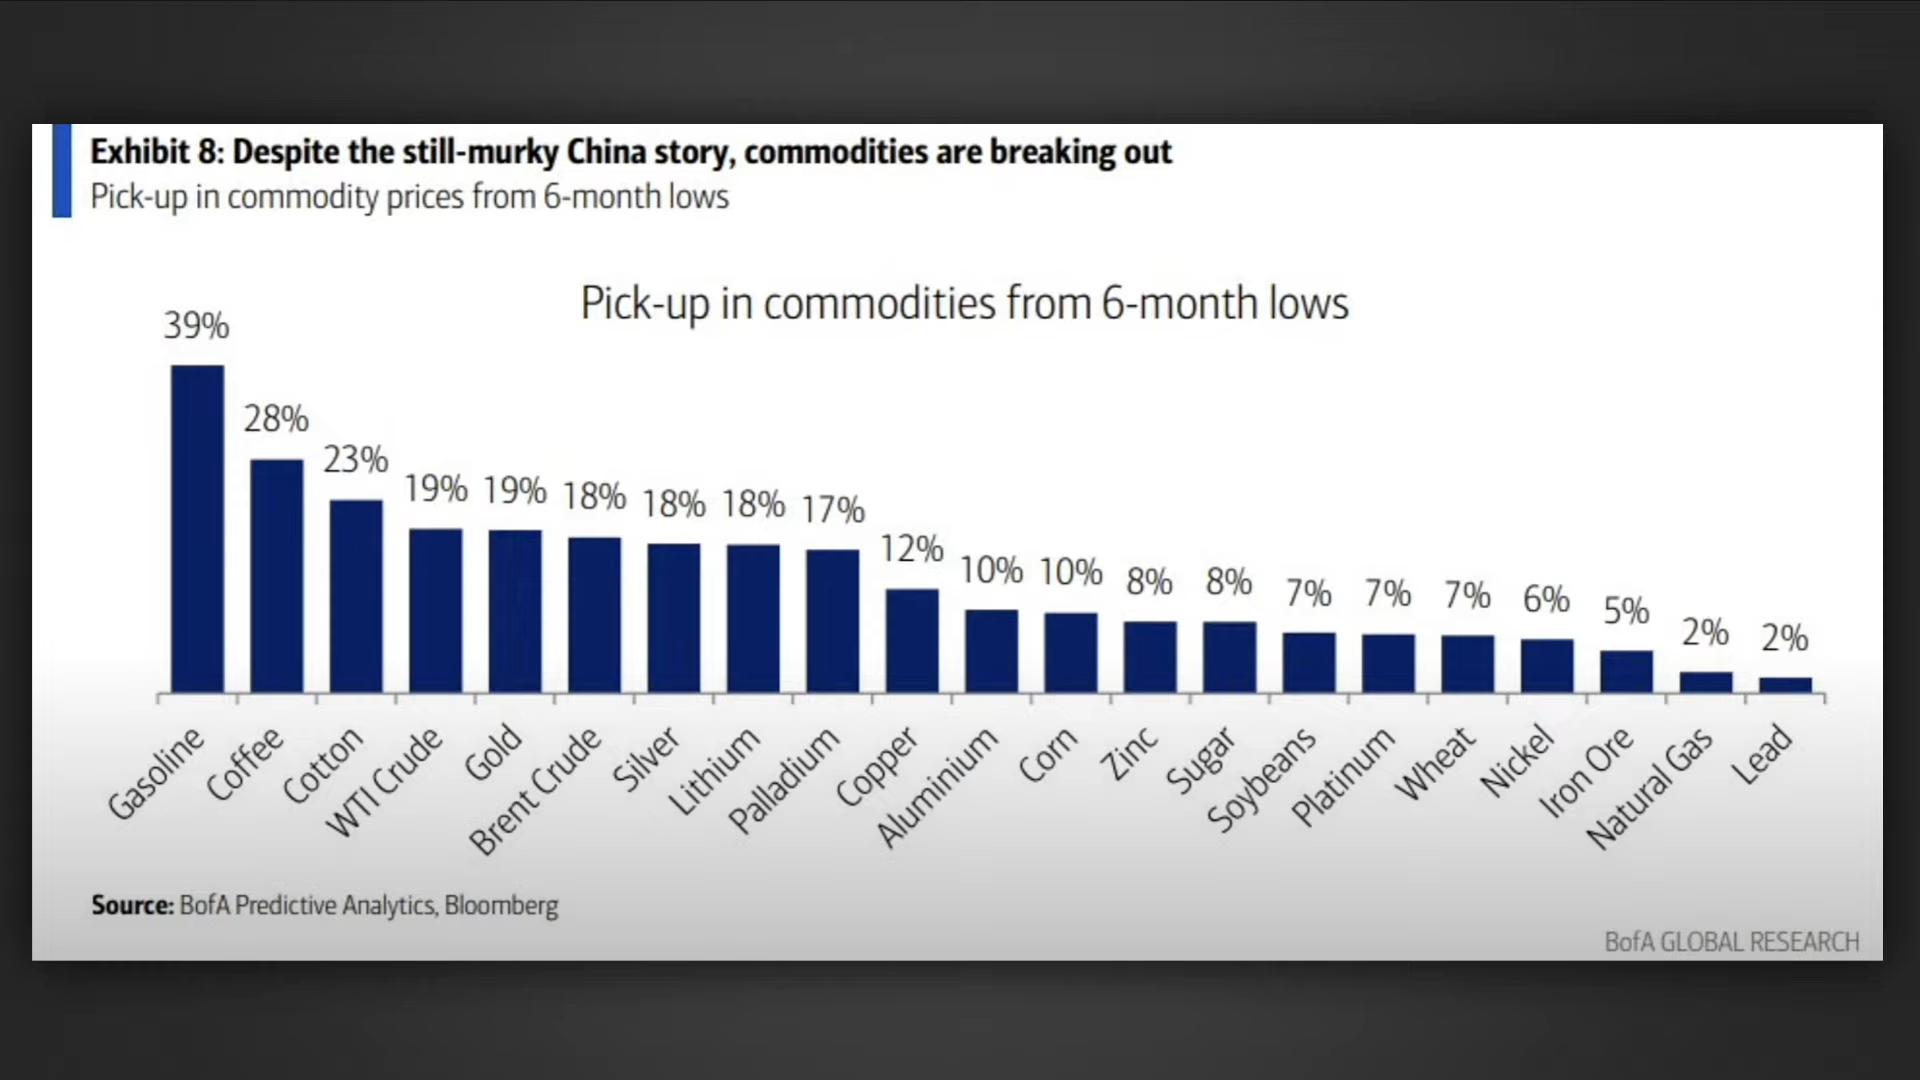 Exhibit 8: Despite the still-murky China story, commodities are breaking out
Pick-up in commodity prices from 6-month lows
Pick-up in commodities from 6-month lows
39%
28%
23%
19%
19%
18%
18%
18%
17%
12%
10%
10%
8%
8%
7%
7%
7%
6%
5%
2%
2%
Gasoline
Coffee
Cotton
WTI Crude
Gold
Brent Crude
Silver
Lithium
Palladium
Copper
Aluminium
Corn
Zinc
Sugar
Soybeans
Platinum
Wheat
Nickel
Iron Ore
Natural Gas
Lead
Source: BofA Predictive Analytics, Bloomberg
BofA GLOBAL RESEARCH